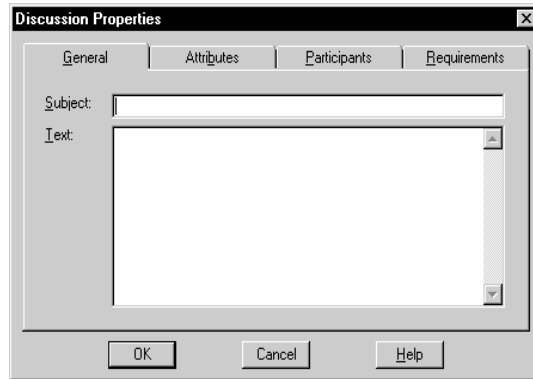 Discussion Properties
General Attributes Participants Requirements
Subject:
Text:
OK Cancel Help